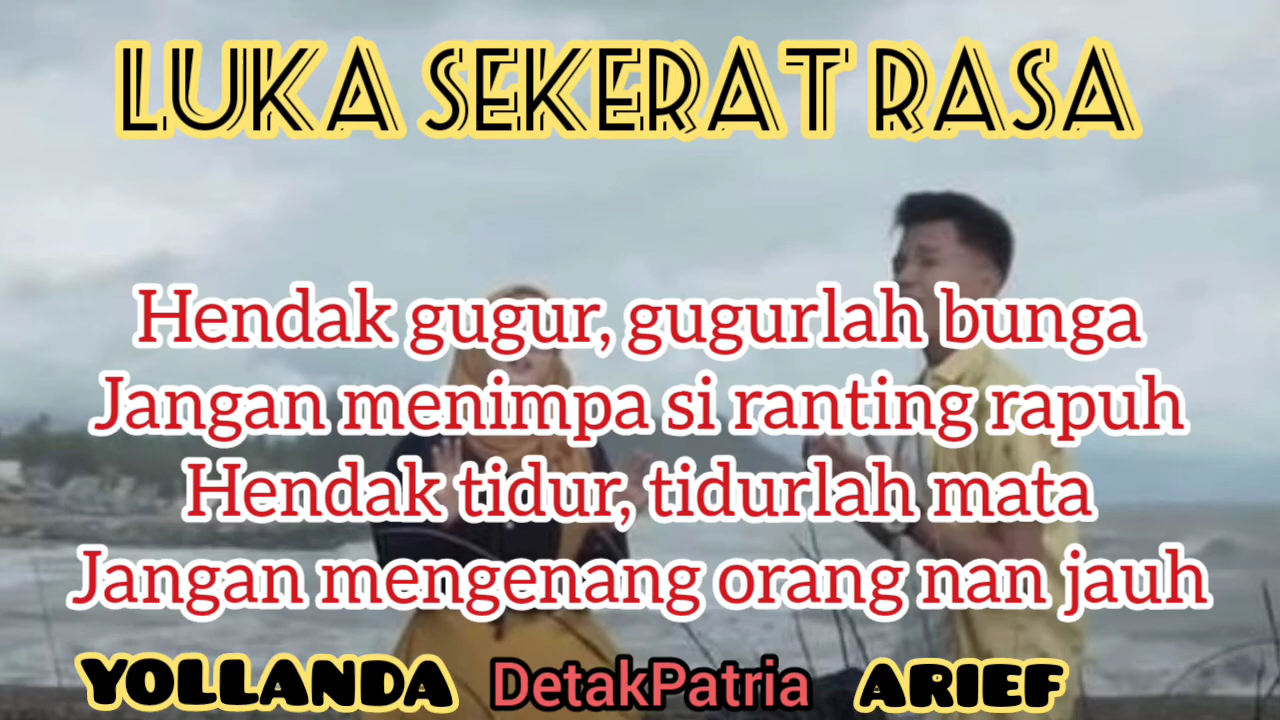 LUKA SEKERAT RASA
Hendak gugur, gugurlah bunga
Jangan menimpa si ranting rapuh
Hendak tidur, tidurlah mata
Jangan mengenang orang nan jauh
YOLLANDA DetakPatria ARIEF